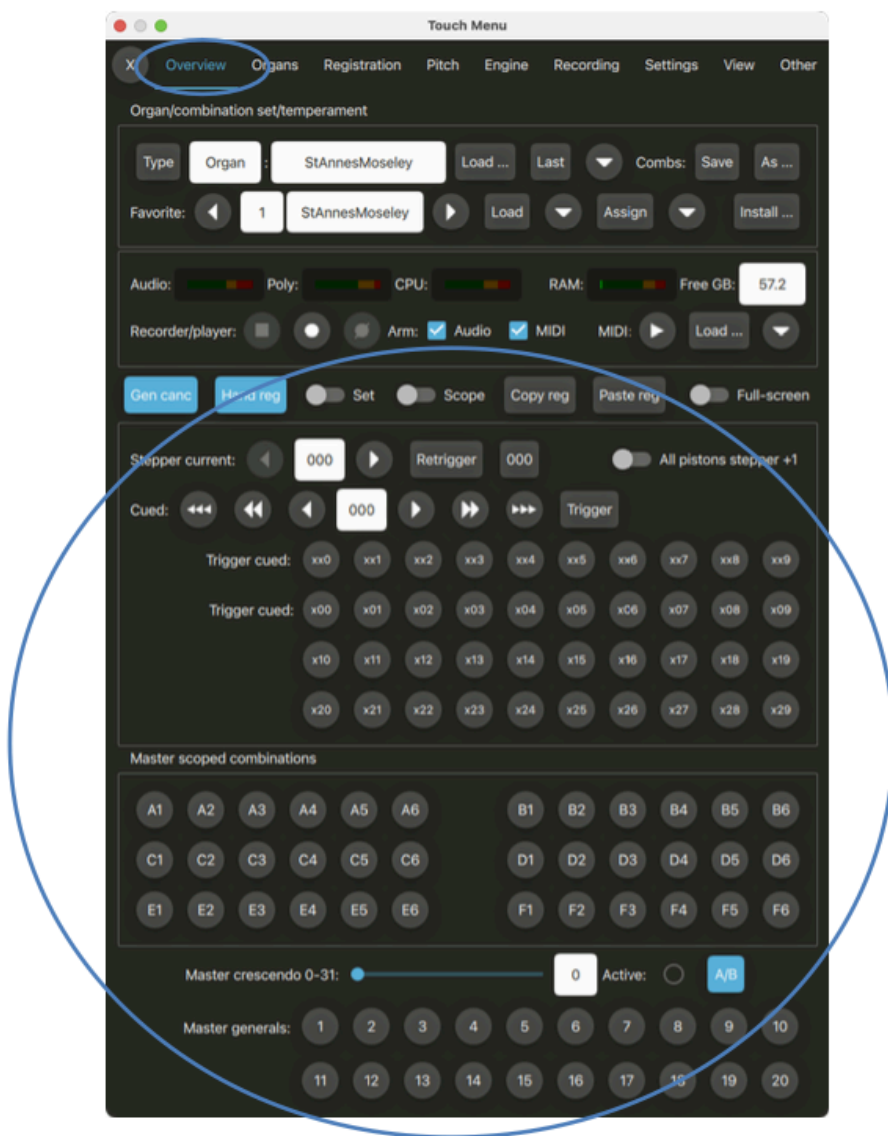 Touch Menu
X Overview Organs Registration Pitch Engine Recording Settings View Other
Organ/combination set/temperament
Type Organ : StAnnesMoseley Load ... Last Combs: Save As ...
Favorite: 1 StAnnesMoseley Load Assign Install ...
Audio: Poly: CPU: RAM: Free GB: 57.2
Recorder/player: Arm: Audio MIDI MIDI: Load ...
Gen canc Hand reg Set Scope Copy reg Paste reg Full-screen
Stepper current: 000 Retrigger 000 All pistons stepper +1
Cued: 000 Trigger
Trigger cued: xx0 xx1 xx2 xx3 xx4 xx5 xx6 xx7 xx8 xx9
Trigger cued: x00 x01 x02 x03 x04 x05 x06 x07 x08 x09
x10 x11 x12 x13 x14 x15 x16 x17 x18 x19
x20 x21 x22 x23 x24 x25 x26 x27 x28 x29
Master scoped combinations
A1 A2 A3 A4 A5 A6 B1 B2 B3 B4 B5 B6
C1 C2 C3 C4 C5 C6 D1 D2 D3 D4 D5 D6
E1 E2 E3 E4 E5 E6 F1 F2 F3 F4 F5 F6
Master crescendo 0-31: 0 Active: A/B
Master generals: 1 2 3 4 5 6 7 8 9 10
11 12 13 14 15 16 17 18 19 20